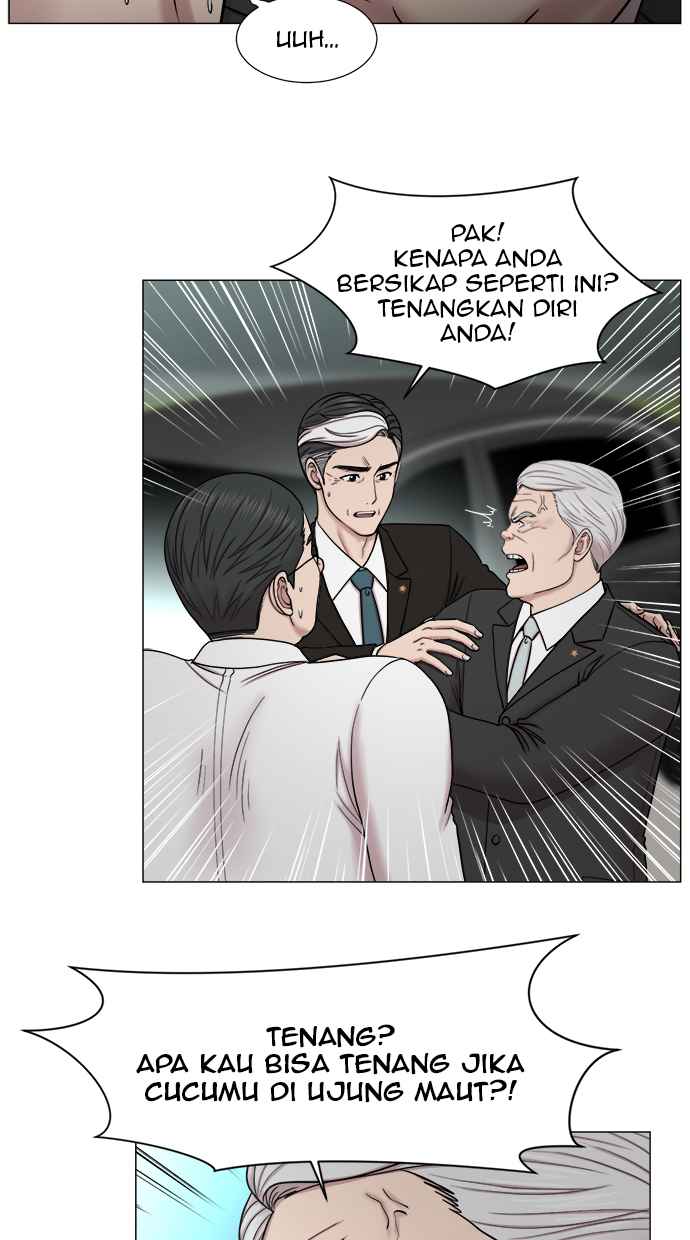 UUH...
PAK!
KENAPA ANDA
BERSIKAP SEPERTI INI?
TENANGKAN DIRI
ANDA!
TENANG?
APA KAU BISA TENANG JIKA
CUCUMU DI UJUNG MAUT?!